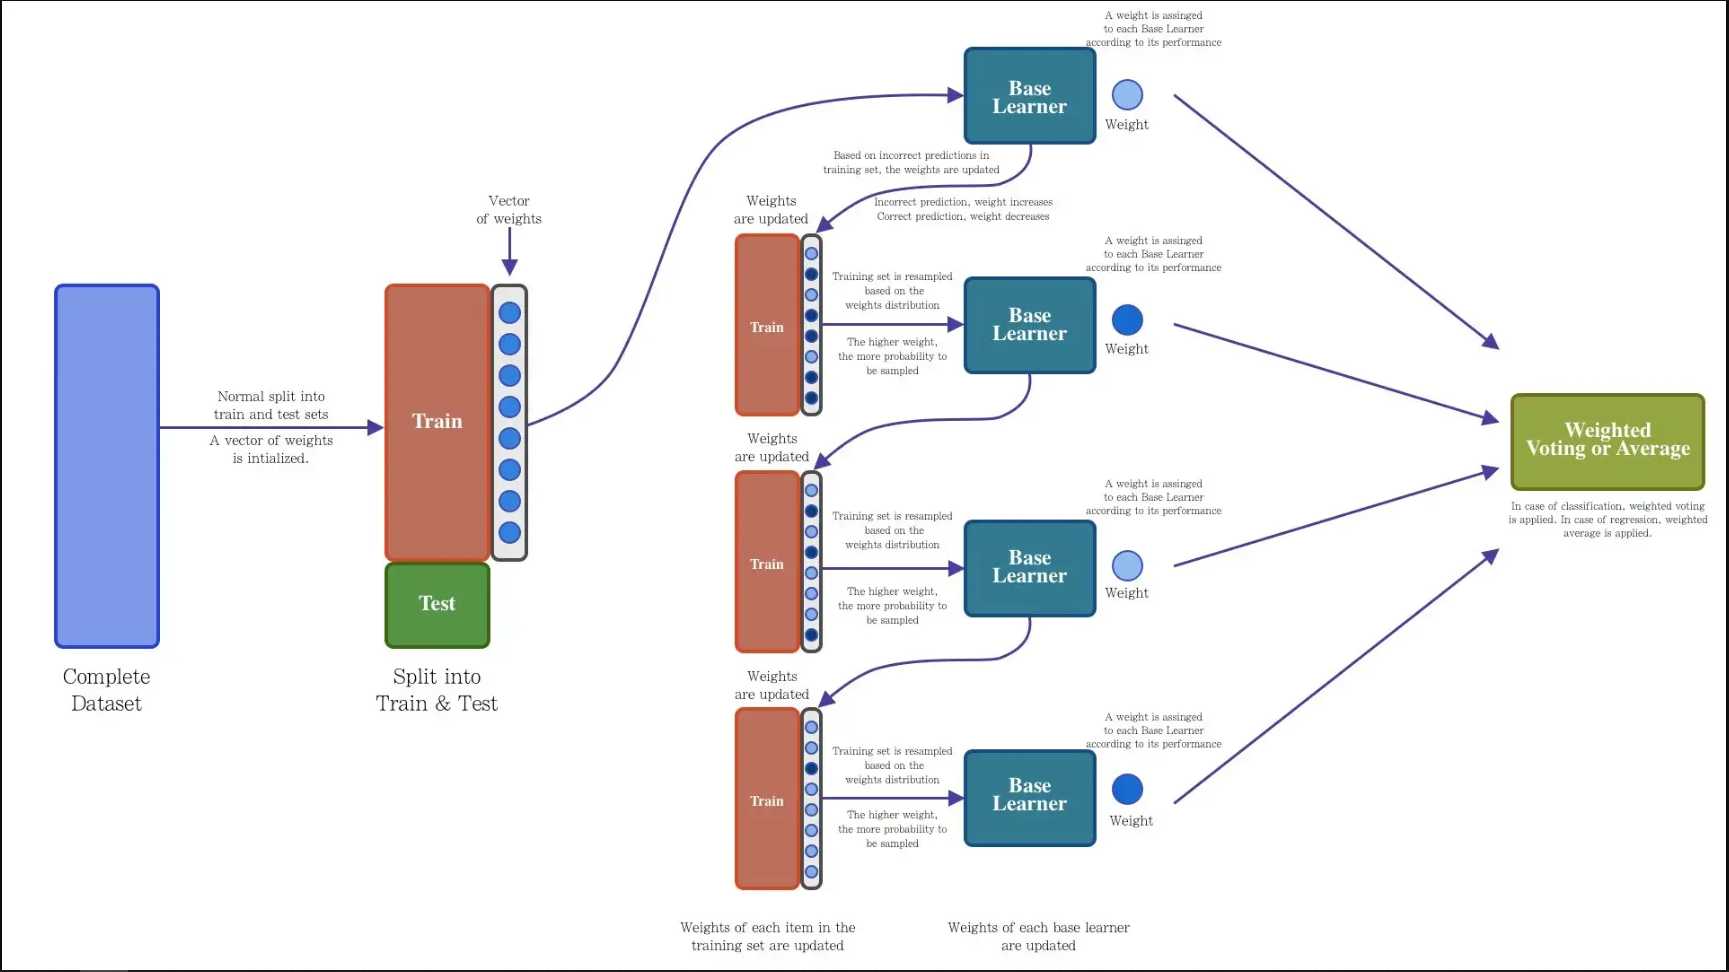 A weight is assinged
to each Base Learner
according to its performance
Base
Learner
Weight
Based on incorrect predictions in
training set, the weights are updated
Incorrect prediction, weight increases
Correct prediction, weight decreases
Vector
of weights
Normal split into
train and test sets
A vector of weights
is intialized.
Train
Test
Complete
Dataset
Split into
Train & Test
Weights
are updated
Train
Training set is resampled
based on the
weights distribution
The higher weight,
the more probability to
be sampled
A weight is assinged
to each Base Learner
according to its performance
Base
Learner
Weight
Weights
are updated
Train
Training set is resampled
based on the
weights distribution
The higher weight,
the more probability to
be sampled
A weight is assinged
to each Base Learner
according to its performance
Base
Learner
Weight
Weights
are updated
Train
Training set is resampled
based on the
weights distribution
The higher weight,
the more probability to
be sampled
A weight is assinged
to each Base Learner
according to its performance
Base
Learner
Weight
Weighted
Voting or Average
In case of classification, weighted voting
is applied. In case of regression, weighted
average is applied.
Weights of each item in the
training set are updated
Weights of each base learner
are updated